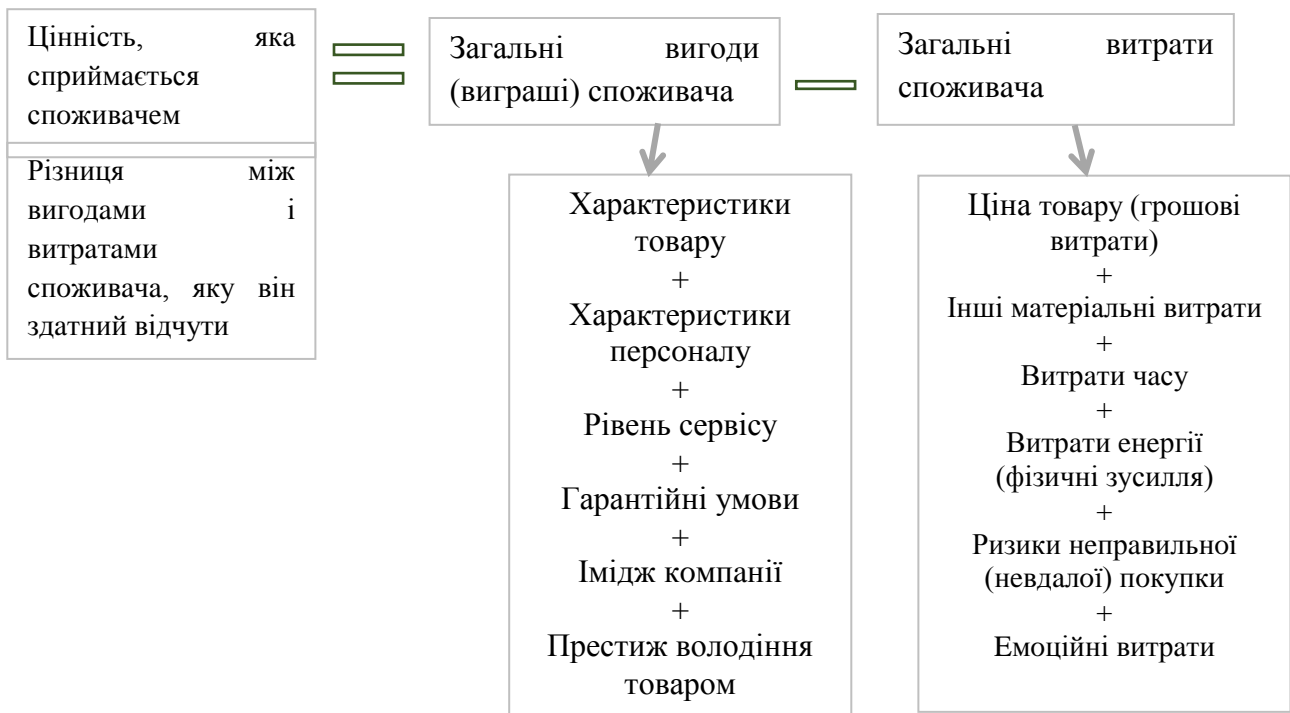 Цінність, яка
сприймається
споживачем
Різниця між
вигодами і
витратами
споживача, яку він
здатний відчути
Загальні вигоди
(виграші) споживача
Характеристики
товару
+
Характеристики
персоналу
+
Рівень сервісу
+
Гарантійні умови
+
Імідж компанії
+
Престиж володіння
товаром
Загальні витрати
споживача
Ціна товару (грошові
витрати)
+
Інші матеріальні витрати
+
Витрати часу
+
Витрати енергії
(фізичні зусилля)
+
Ризики неправильної
(невдалої) покупки
+
Емоційні витрати